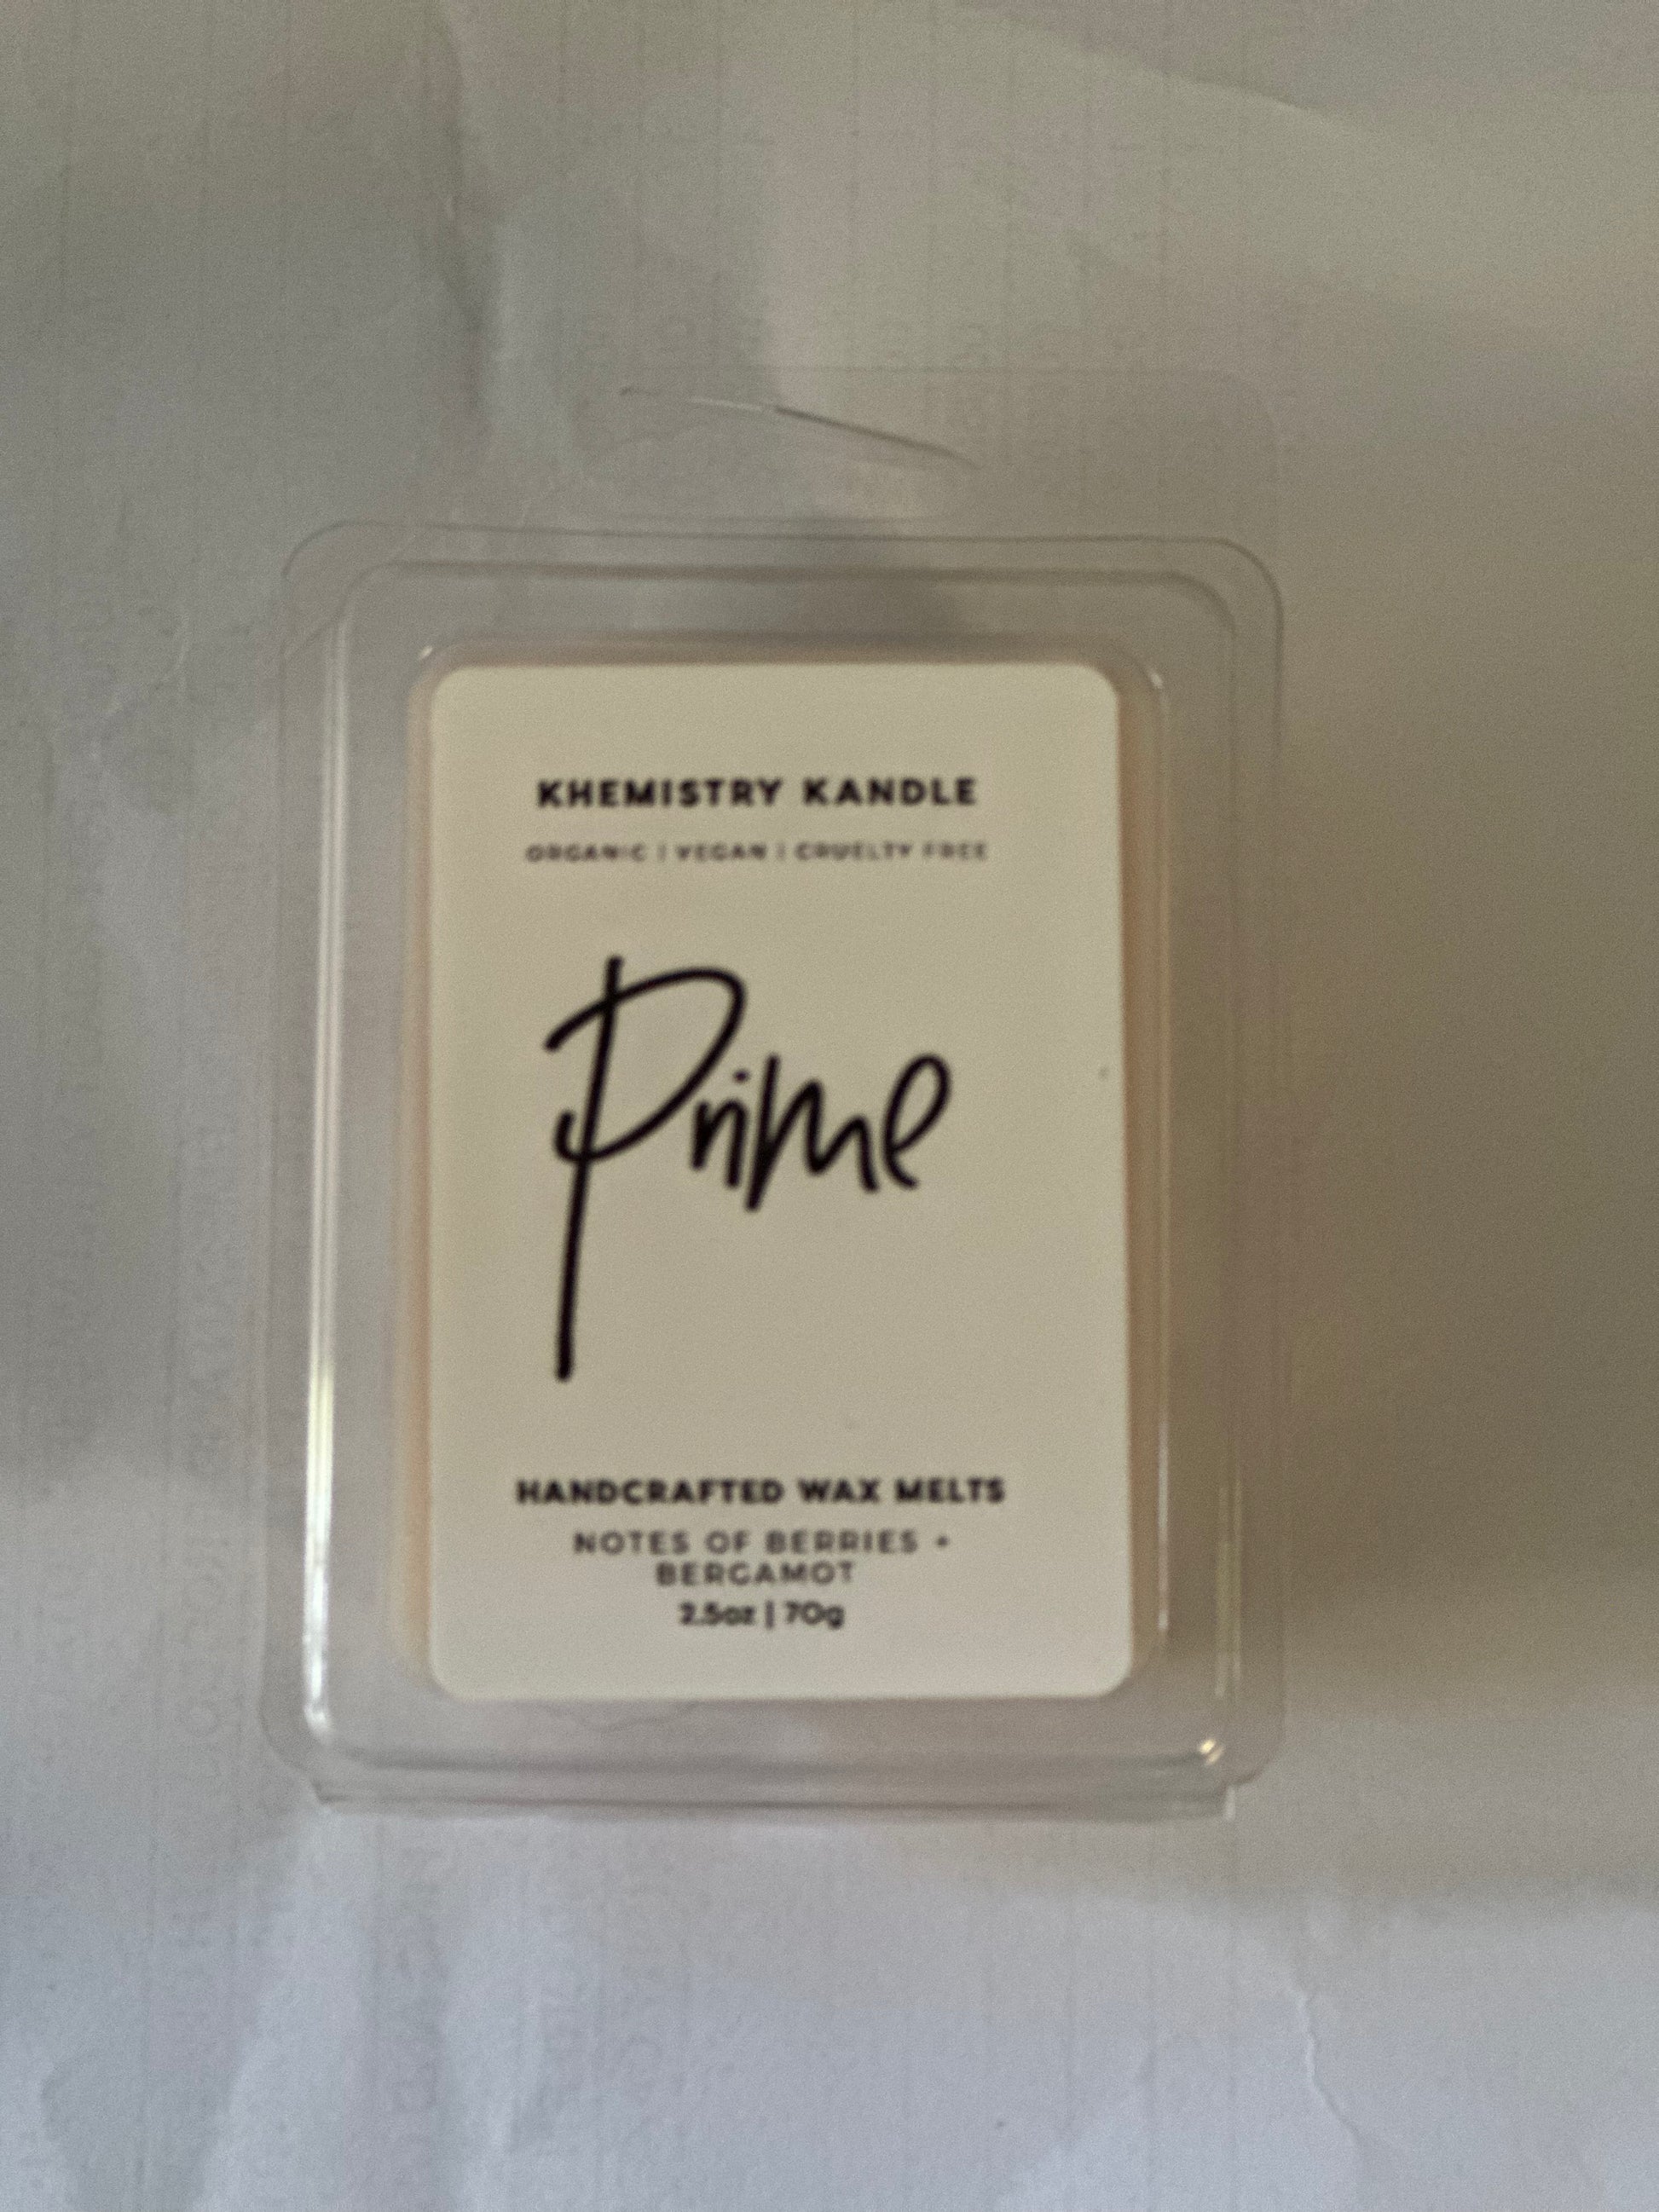 KHEMISTRY KANDLE
ORGANIC | VEGAN | CRUELTY FREE
Prime
HANDCRAFTED WAX MELTS
NOTES OF BERRIES +
BERGAMOT
2.5oz | 70g